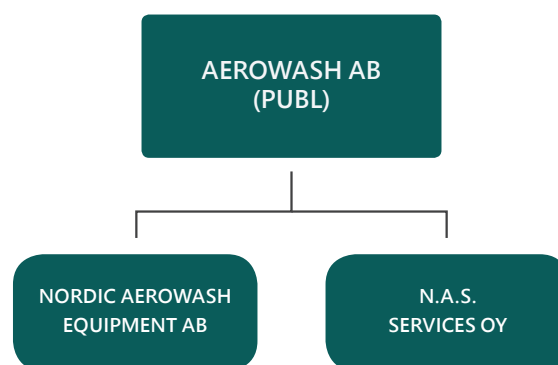 AEROWASH AB
(PUBL)
NORDIC AEROWASH
EQUIPMENT AB
N.A.S.
SERVICES OY